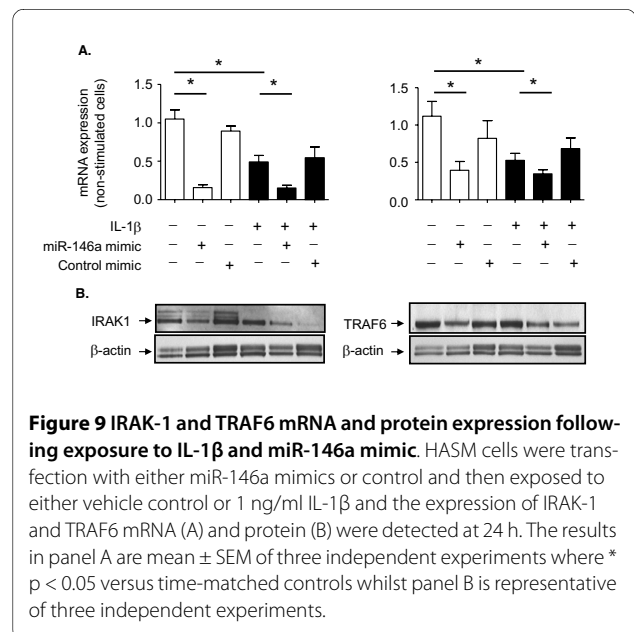 A.
* *
* * * *
mRNA expression
(non-stimulated cells)
1.5 1.5
1.0 1.0
0.5 0.5
0.0 0.0
IL-1β – – – + + + – – – + + +
miR-146a mimic – + – – + – – + – – + –
Control mimic – – + – – + – – + – – +
B.
IRAK1 TRAF6
β-actin β-actin
Figure 9 IRAK-1 and TRAF6 mRNA and protein expression follow-
ing exposure to IL-1β and miR-146a mimic. HASM cells were trans-
fection with either miR-146a mimics or control and then exposed to
either vehicle control or 1 ng/ml IL-1β and the expression of IRAK-1
and TRAF6 mRNA (A) and protein (B) were detected at 24 h. The results
in panel A are mean ± SEM of three independent experiments where *
p < 0.05 versus time-matched controls whilst panel B is representative
of three independent experiments.